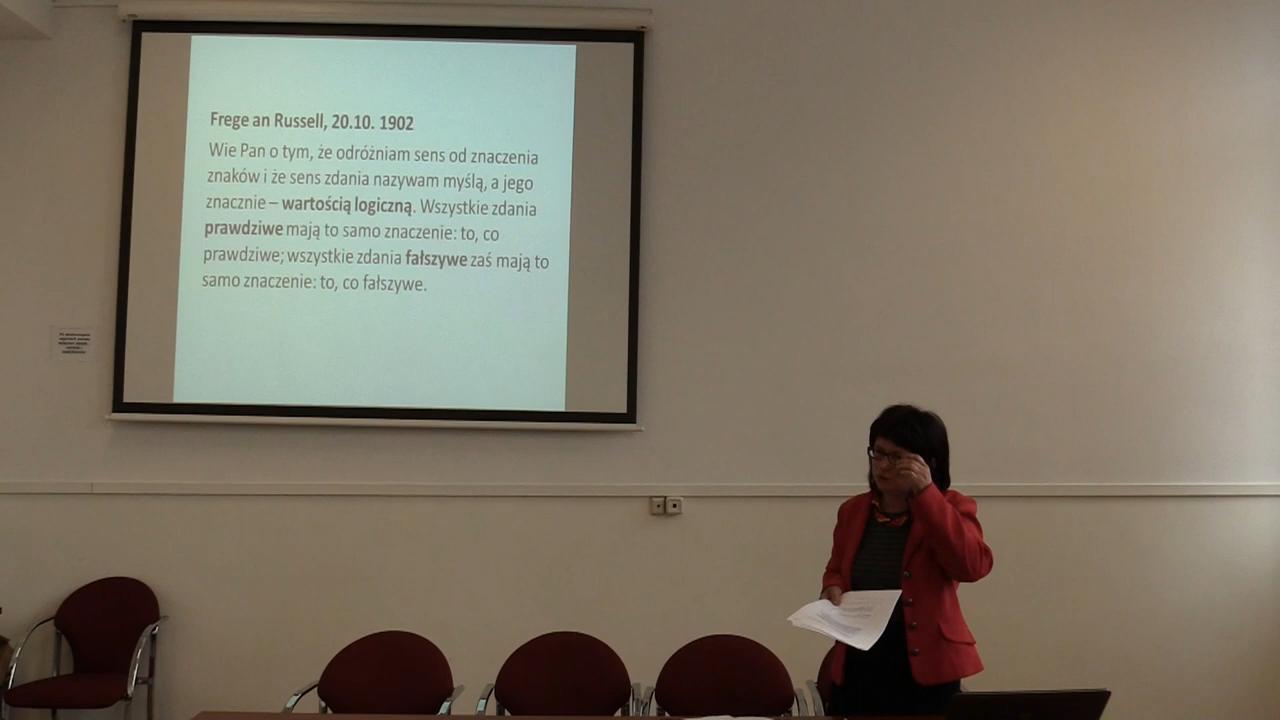 Frege an Russell, 20.10. 1902
Wie Pan o tym, że odróżniam sens od znaczenia
znaków i że sens zdania nazywam myślą, a jego
znacznie – wartością logiczną. Wszystkie zdania
prawdziwe mają to samo znaczenie: to, co
prawdziwe; wszystkie zdania fałszywe zaś mają to
samo znaczenie: to, co fałszywe.